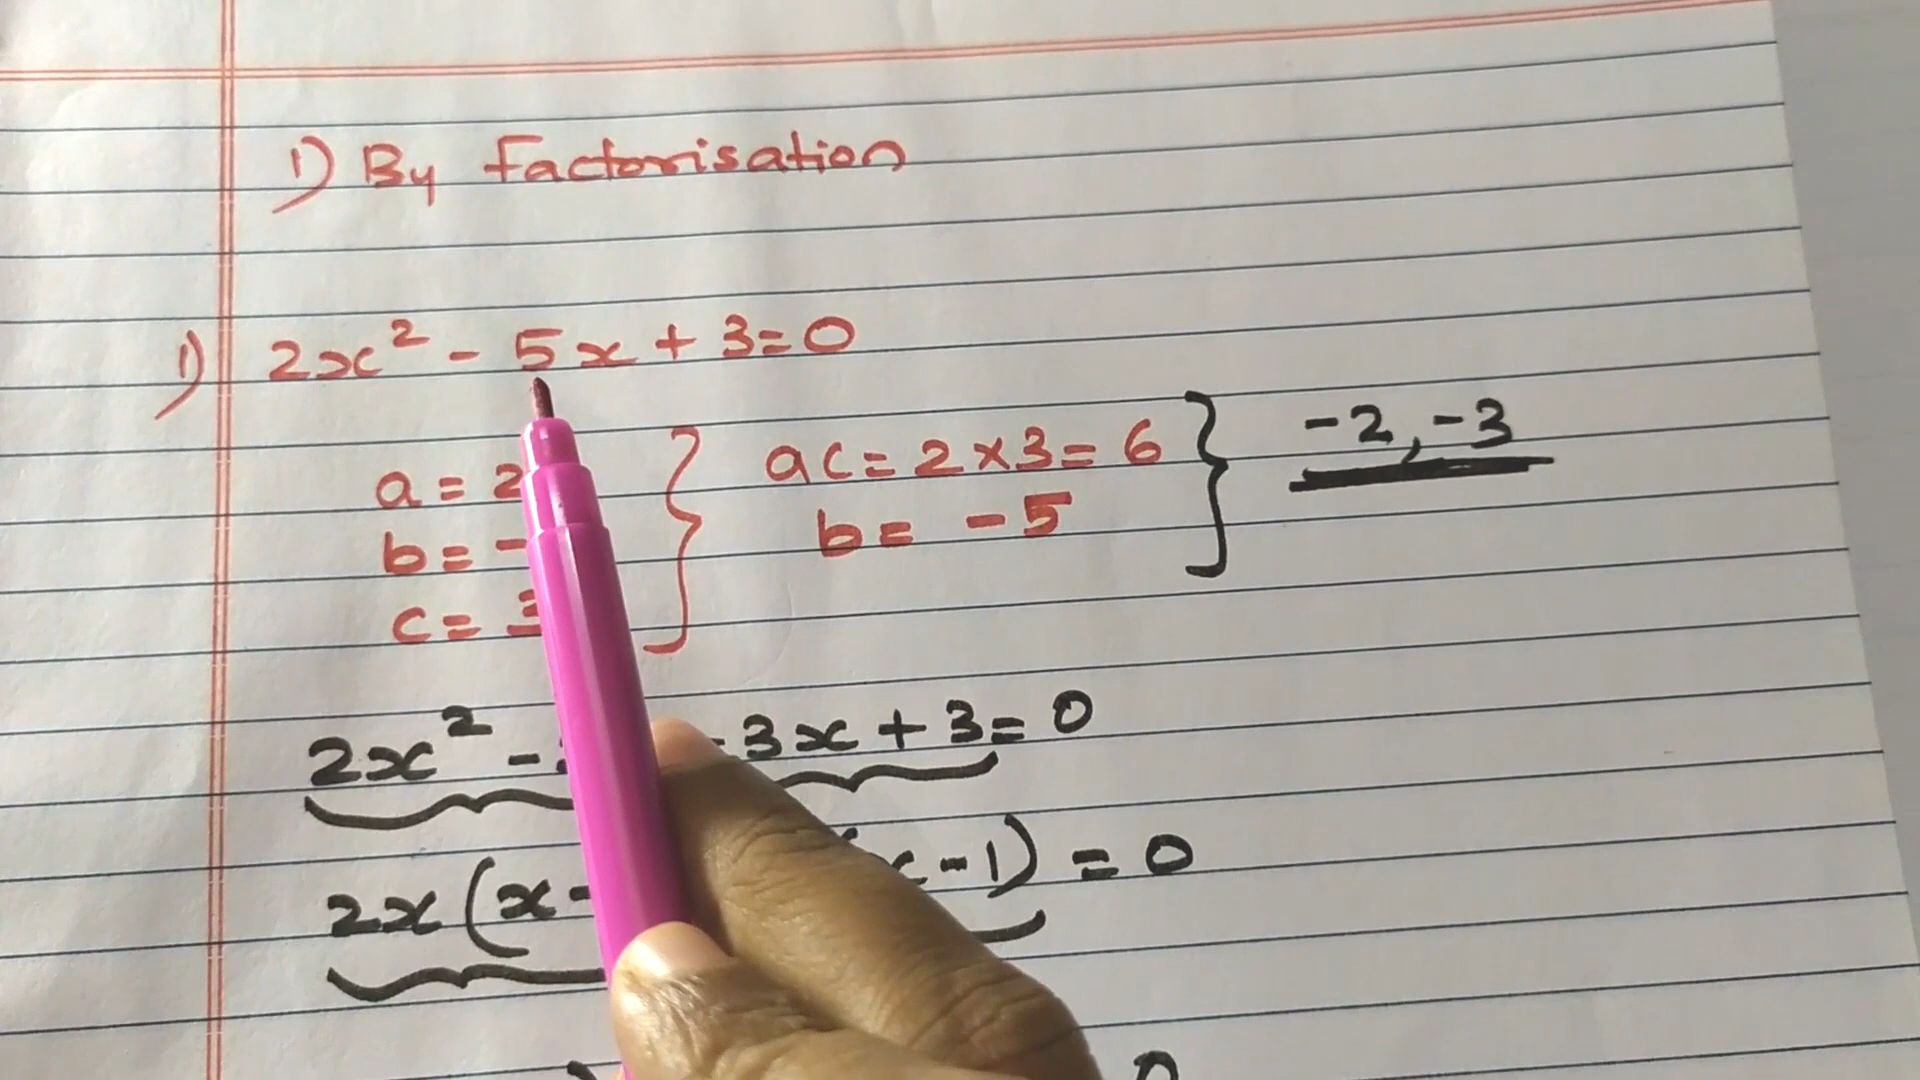 1) By Factorisation
1) 2x² - 5x + 3 = 0
a = 2
b = -
c = 3
ac = 2 × 3 = 6
b = -5
-2, -3
2x² - - 3x + 3 = 0
2x (x - x - 1) = 0
0